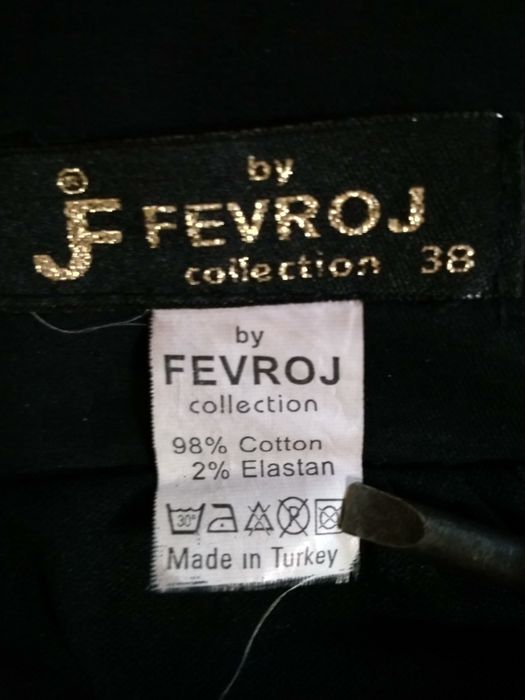 by
® JF FEVROJ
collection 38
by
FEVROJ
collection
98% Cotton
2% Elastan
30°
Made in Turkey